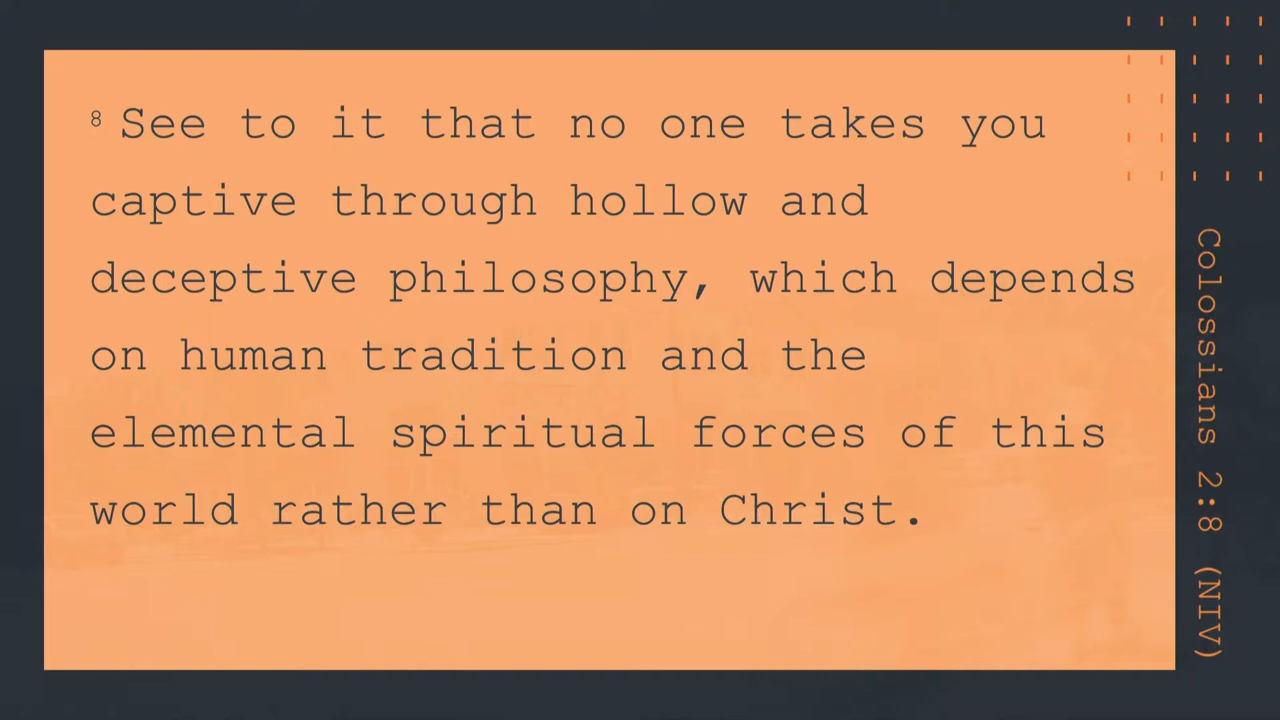 8 See to it that no one takes you
captive through hollow and
deceptive philosophy, which depends
on human tradition and the
elemental spiritual forces of this
world rather than on Christ.
Colossians 2:8 (NIV)